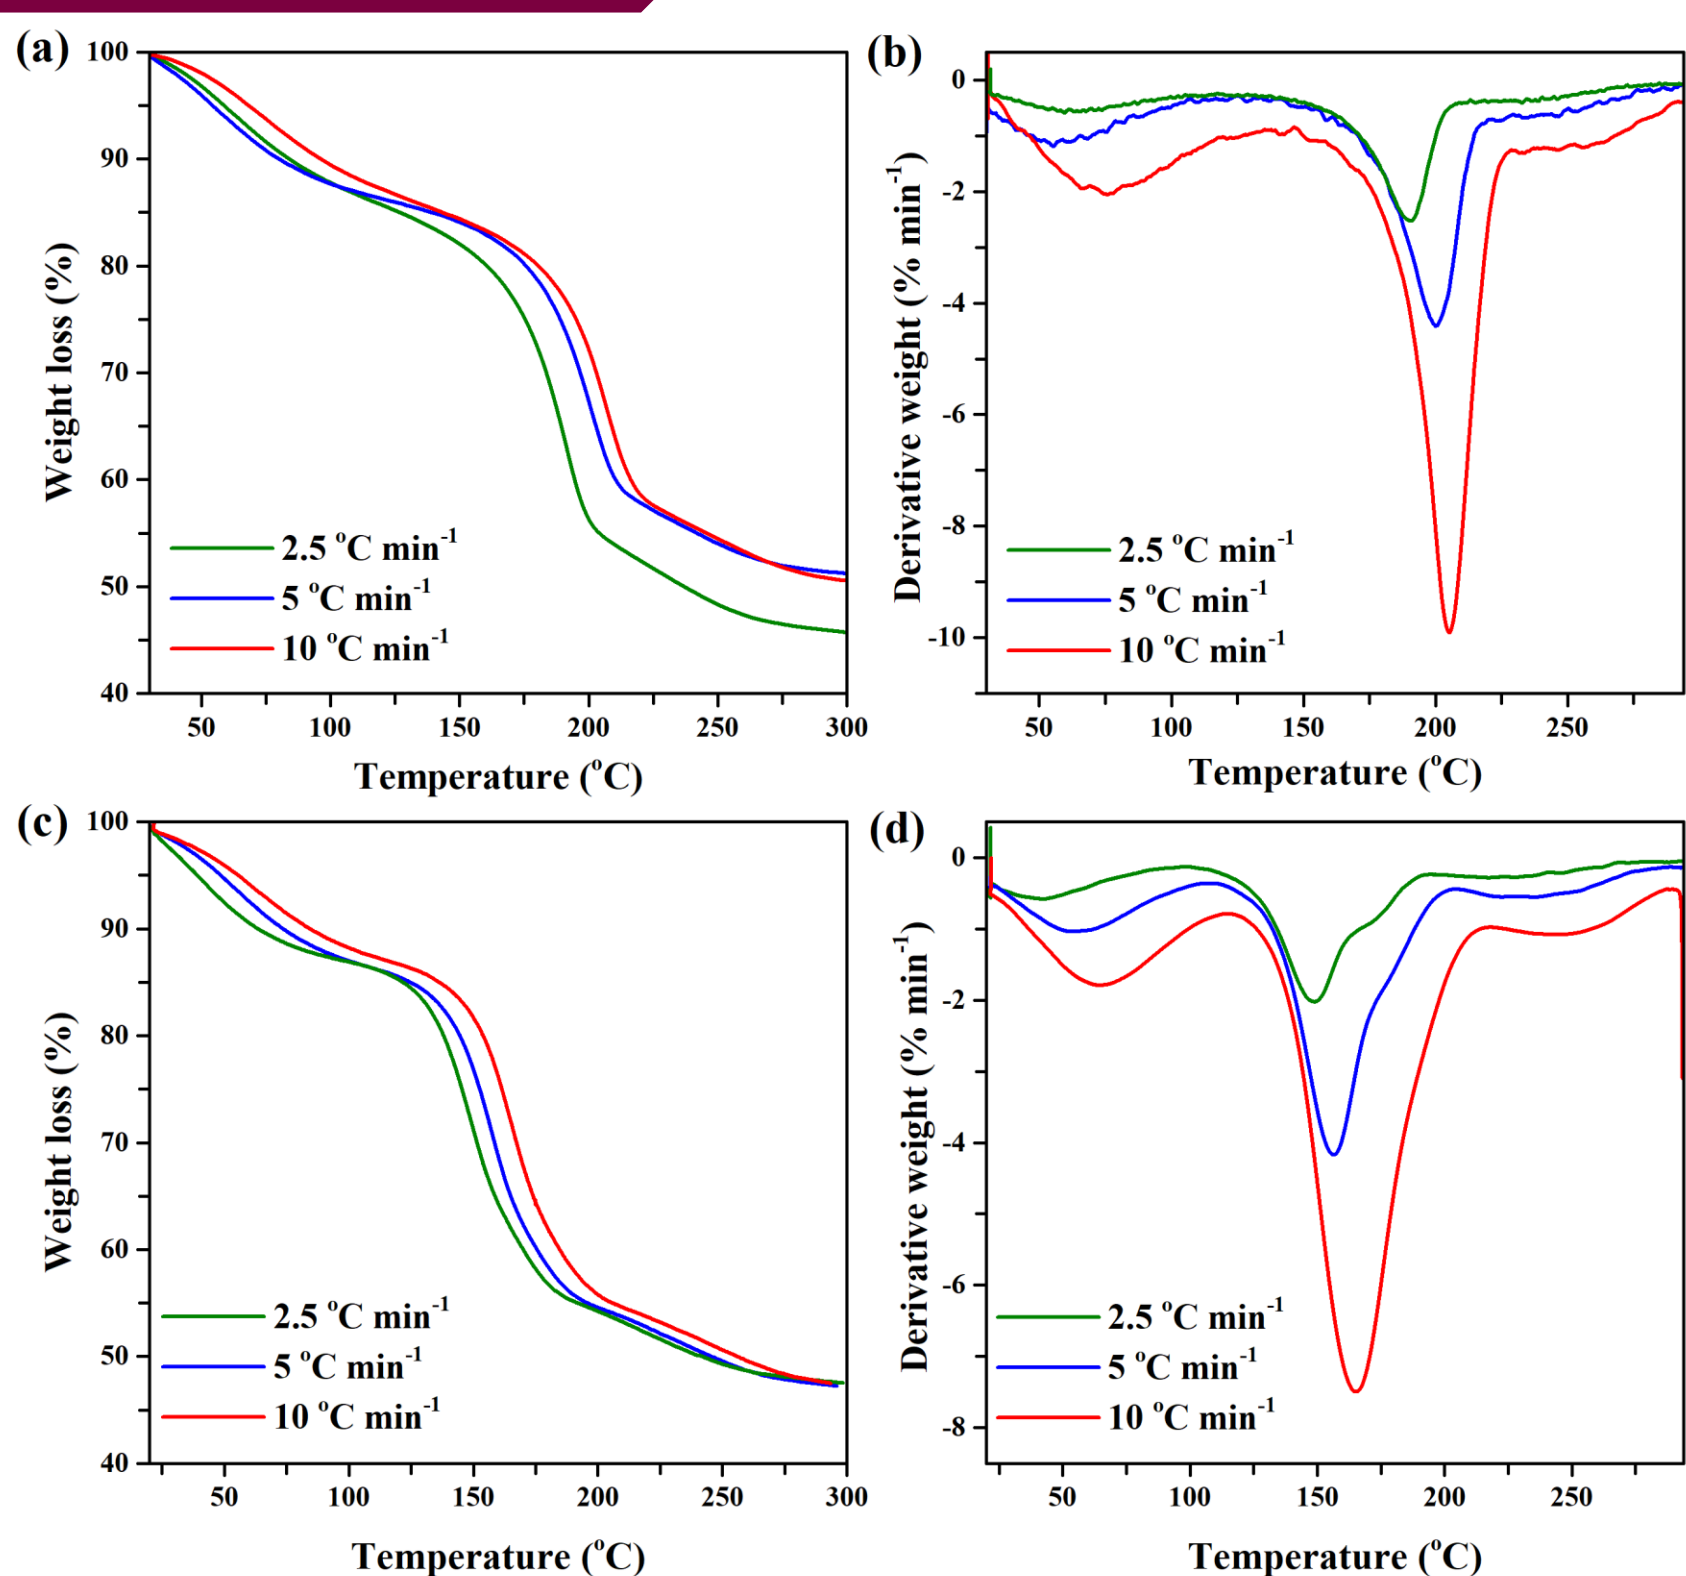 (a)
100
90
80
70
60
50
40
Weight loss (%)
2.5 °C min⁻¹
5 °C min⁻¹
10 °C min⁻¹
50 100 150 200 250 300
Temperature (°C)
(b)
0
-2
-4
-6
-8
-10
Derivative weight (% min⁻¹)
2.5 °C min⁻¹
5 °C min⁻¹
10 °C min⁻¹
50 100 150 200 250
Temperature (°C)
(c)
100
90
80
70
60
50
40
Weight loss (%)
2.5 °C min⁻¹
5 °C min⁻¹
10 °C min⁻¹
50 100 150 200 250 300
Temperature (°C)
(d)
0
-2
-4
-6
-8
Derivative weight (% min⁻¹)
2.5 °C min⁻¹
5 °C min⁻¹
10 °C min⁻¹
50 100 150 200 250
Temperature (°C)